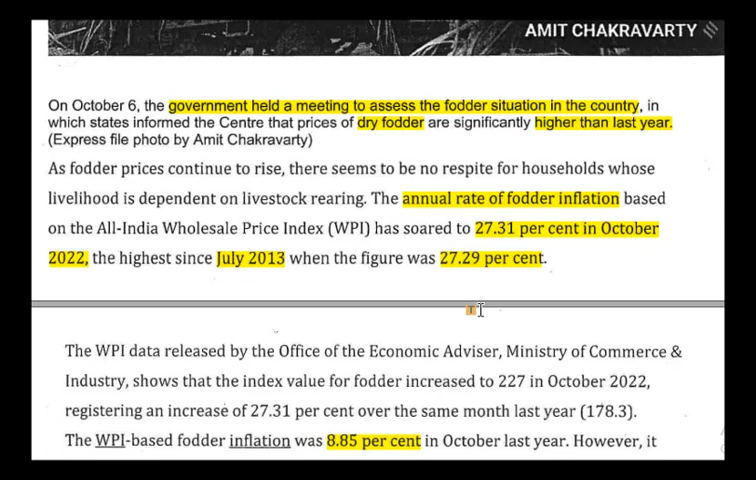 AMIT CHAKRAVARTY
On October 6, the government held a meeting to assess the fodder situation in the country, in
which states informed the Centre that prices of dry fodder are significantly higher than last year.
(Express file photo by Amit Chakravarty)
As fodder prices continue to rise, there seems to be no respite for households whose
livelihood is dependent on livestock rearing. The annual rate of fodder inflation based
on the All-India Wholesale Price Index (WPI) has soared to 27.31 per cent in October
2022, the highest since July 2013 when the figure was 27.29 per cent.
The WPI data released by the Office of the Economic Adviser, Ministry of Commerce &
Industry, shows that the index value for fodder increased to 227 in October 2022,
registering an increase of 27.31 per cent over the same month last year (178.3).
The WPI-based fodder inflation was 8.85 per cent in October last year. However, it